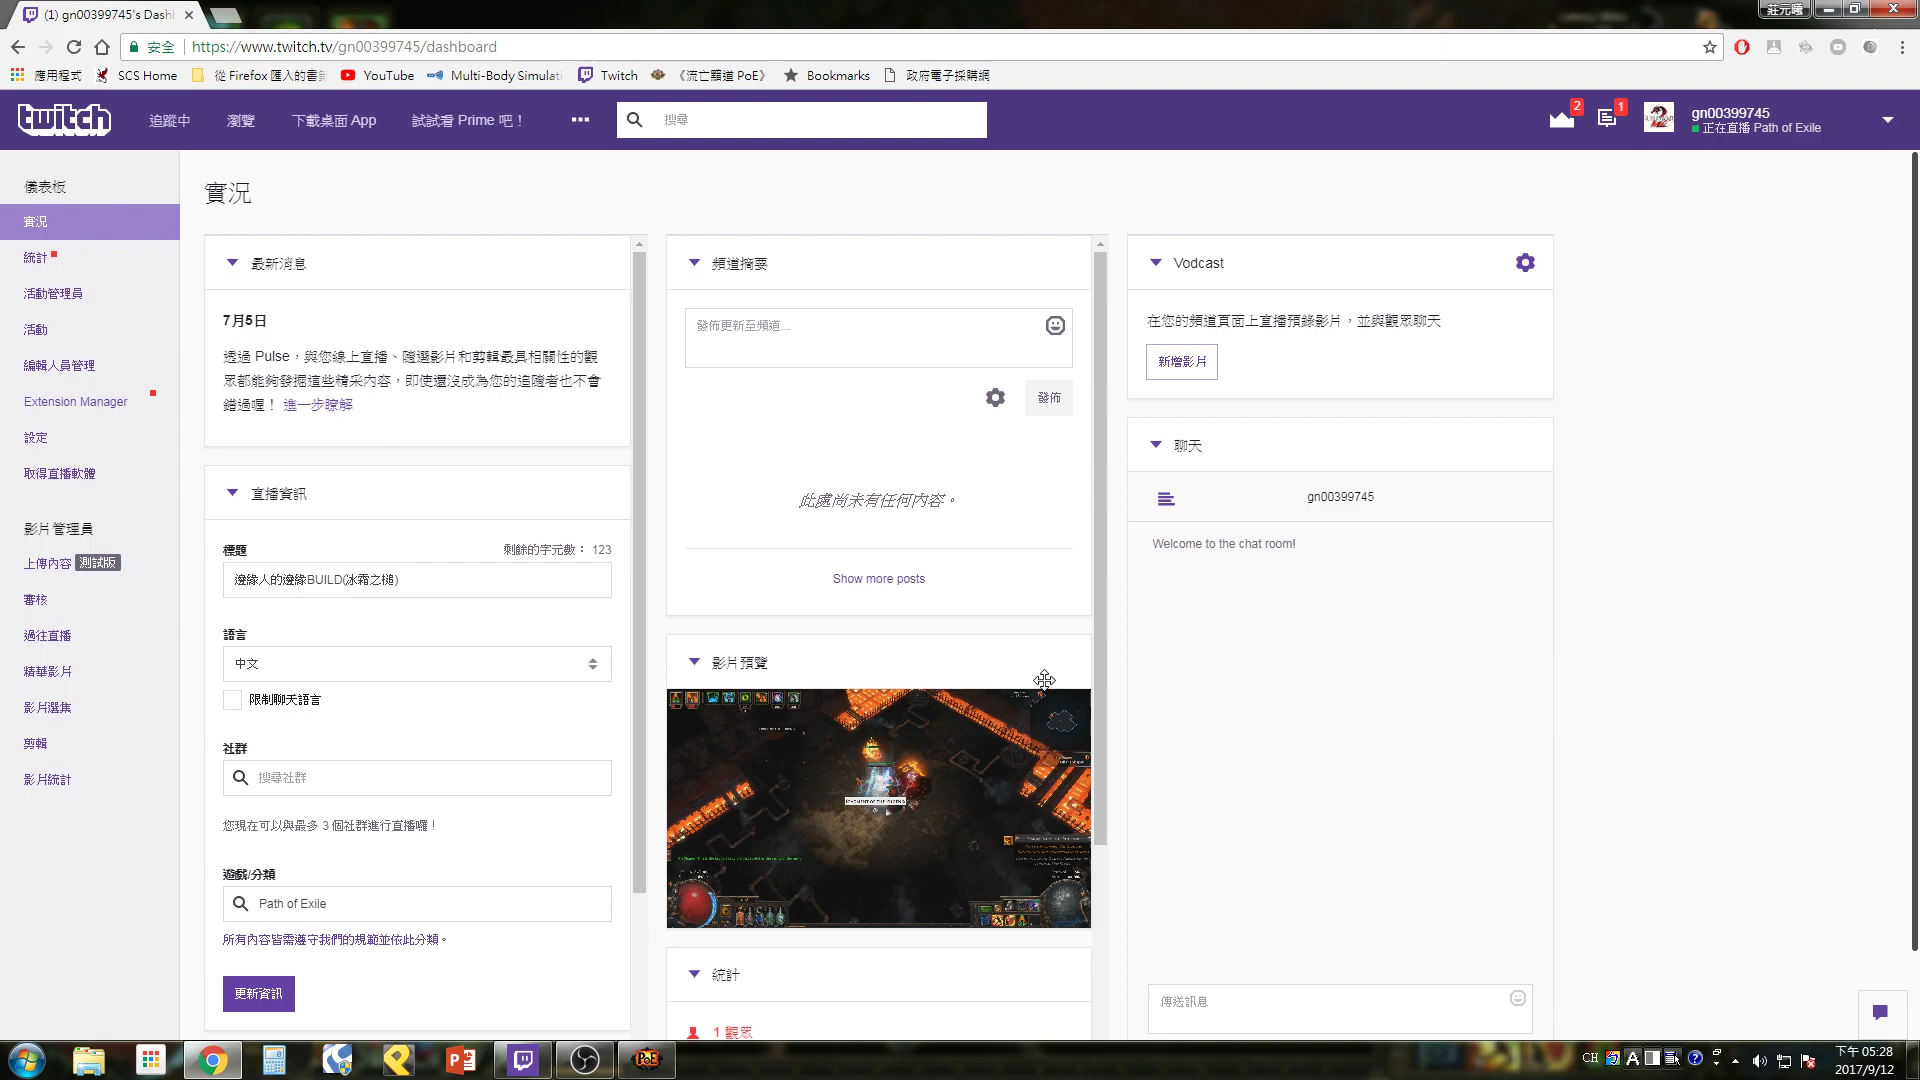 (1) gn00399745's Dash
莊元曦
安全 https://www.twitch.tv/gn00399745/dashboard
應用程式 SCS Home 從 Firefox 匯入的書籤 YouTube Multi-Body Simulati Twitch 《流亡黯道 PoE》 Bookmarks 政府電子採購網
twitch 追蹤中 瀏覽 下載桌面 App 試試看 Prime 吧！ 搜尋 2 1 gn00399745
正在直播 Path of Exile
儀表板
實況
統計
活動管理員
活動
編輯人員管理
Extension Manager
設定
取得直播軟體
影片管理員
上傳內容 測試版
審核
過往直播
精華影片
影片選集
剪輯
影片統計
實況
最新消息
7月5日
透過 Pulse，與您線上直播、隨選影片和剪輯最具相關性的觀
眾都能夠發掘這些精采內容，即使還沒成為您的追隨者也不會
錯過喔！ 進一步瞭解
直播資訊
標題 剩餘的字元數： 123
邊緣人的邊緣BUILD(冰霜之槌)
語言
中文
限制聊天語言
社群
搜尋社群
您現在可以與最多 3 個社群進行直播囉！
遊戲/分類
Path of Exile
所有內容皆需遵守我們的規範並依此分類。
更新資訊
頻道摘要
發佈更新至頻道...
發佈
此處尚未有任何內容。
Show more posts
影片預覽
統計
1 觀眾
Vodcast
在您的頻道頁面上直播預錄影片，並與觀眾聊天
新增影片
聊天
gn00399745
Welcome to the chat room!
傳送訊息
PoE
CH
下午 05:28
2017/9/12